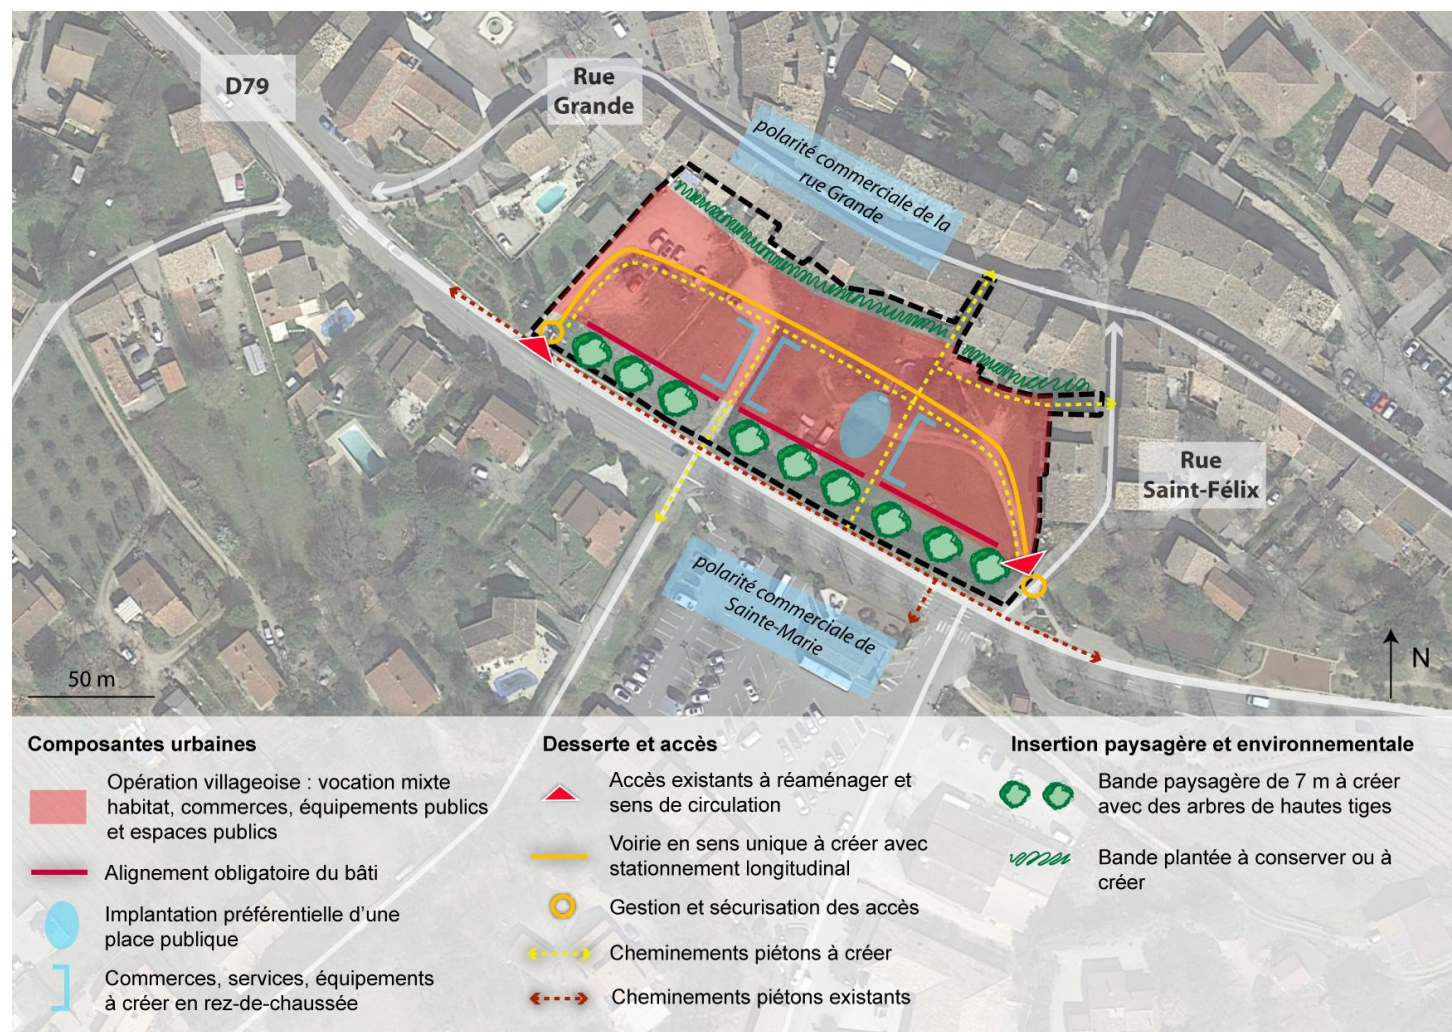 D79
Rue
Grande
polarité commerciale de la
rue Grande
Rue
Saint-Félix
polarité commerciale de
Sainte-Marie
50 m
N
Composantes urbaines
Opération villageoise : vocation mixte
habitat, commerces, équipements publics
et espaces publics
Alignement obligatoire du bâti
Implantation préférentielle d’une
place publique
Commerces, services, équipements
à créer en rez-de-chaussée
Desserte et accès
Accès existants à réaménager et
sens de circulation
Voirie en sens unique à créer avec
stationnement longitudinal
Gestion et sécurisation des accès
Cheminements piétons à créer
Cheminements piétons existants
Insertion paysagère et environnementale
Bande paysagère de 7 m à créer
avec des arbres de hautes tiges
Bande plantée à conserver ou à
créer